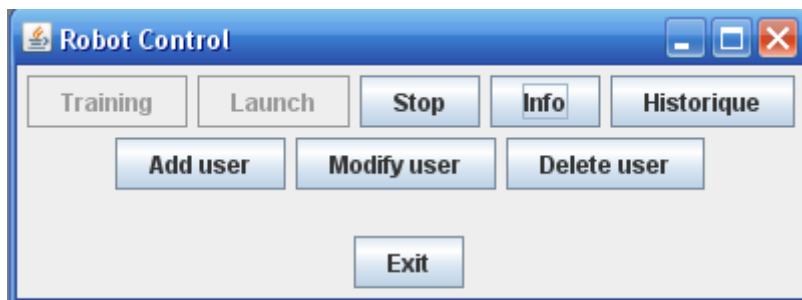 Robot Control
Training Launch Stop Info Historique
Add user Modify user Delete user
Exit